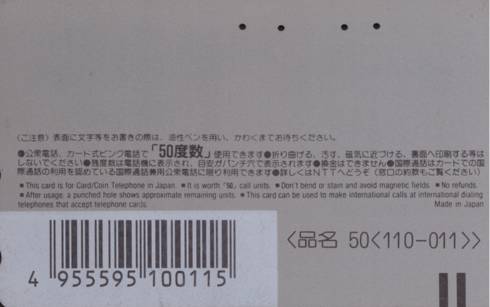 〈ご注意〉表面に文字等をお書きの際は、油性ペンを用い、かわくまでお待ちください。
●公衆電話、カード式ピンク電話で「50度数」使用できます●折り曲げる、汚す、磁気に近づける、裏面へ印刷する等は
しないでください●残度数は電話機に表示され、目安がパンチ穴で表示されます●換金はできません●国際通話はカードでの国
際通話の利用を認めている国際通話兼用公衆電話に限り利用できます●詳しくはNTTへどうぞ（窓口の約款もご覧ください）
■ This card is for Card/Coin Telephone in Japan. ■ It is worth「50」call units. ■ Don't bend or stain and avoid magnetic fields. ■ No refunds.
■ After usage, a punched hole shows approximate remaining units. ■ This card can be used to make international calls at international dialing
telephones that accept telephone cards. Made in Japan
〈品名 50〈110-011〉〉
4 955595 100115